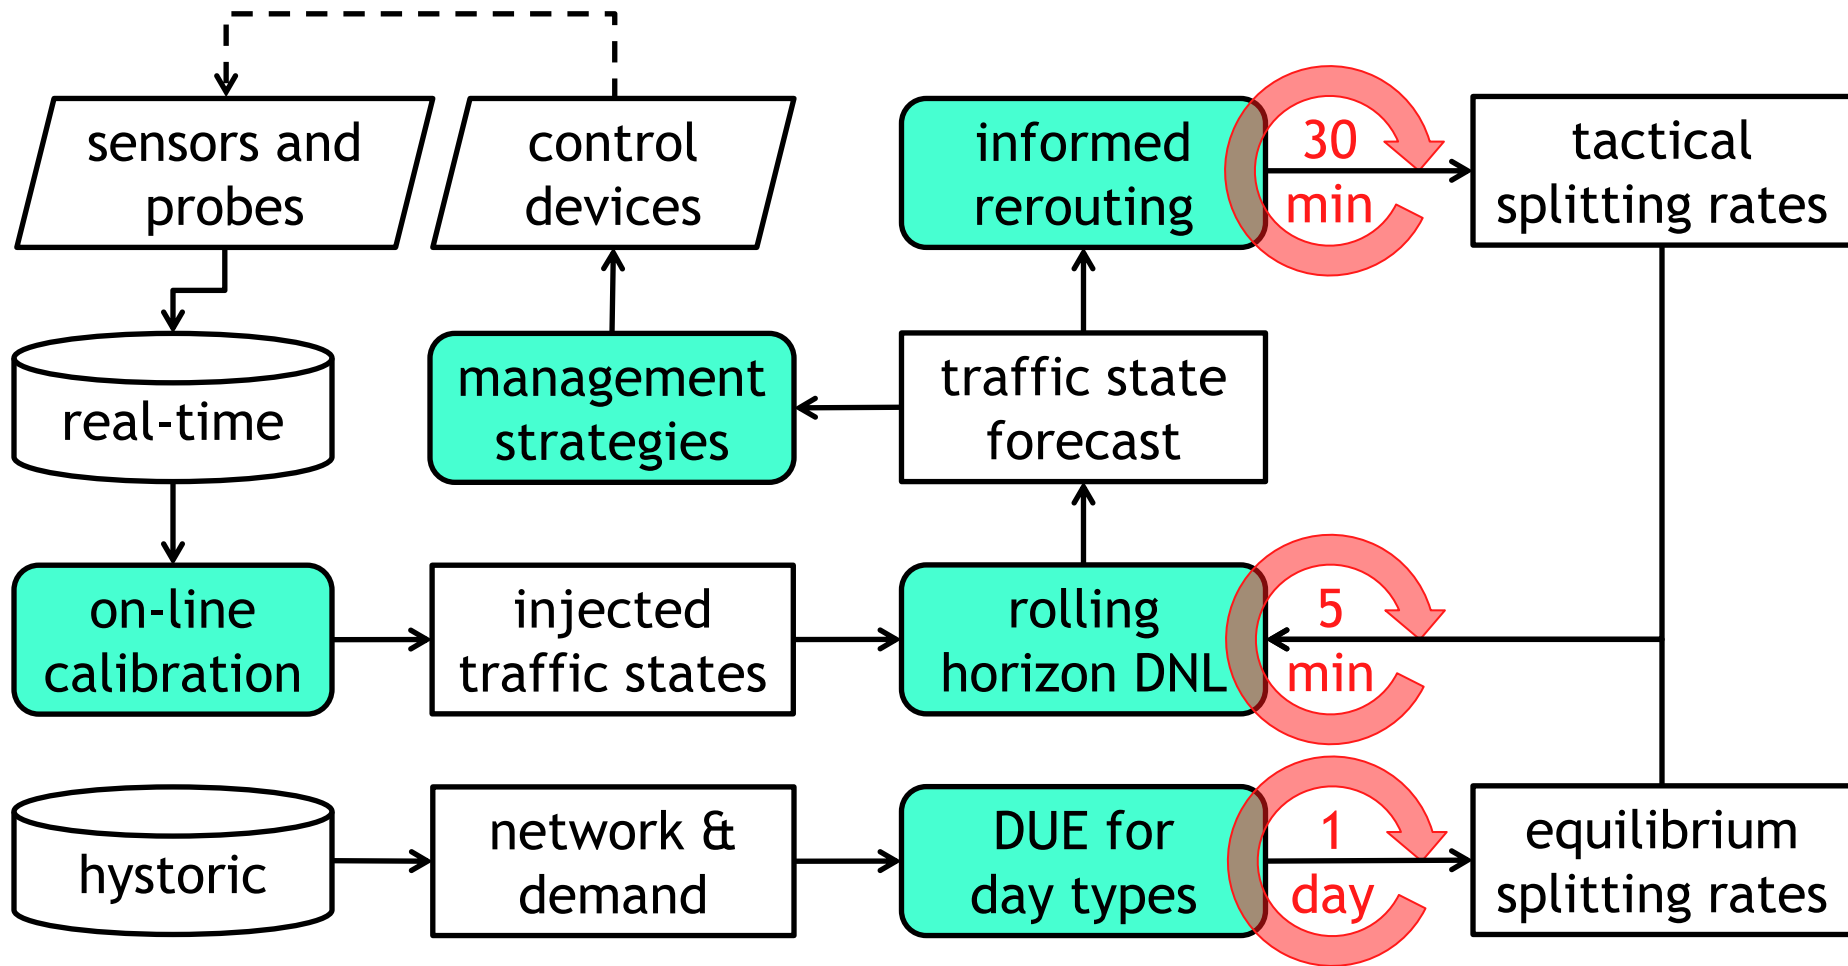 sensors and
probes
control
devices
informed
rerouting
30
min
tactical
splitting rates
real-time
management
strategies
traffic state
forecast
on-line
calibration
injected
traffic states
rolling
horizon DNL
5
min
hystoric
network &
demand
DUE for
day types
1
day
equilibrium
splitting rates